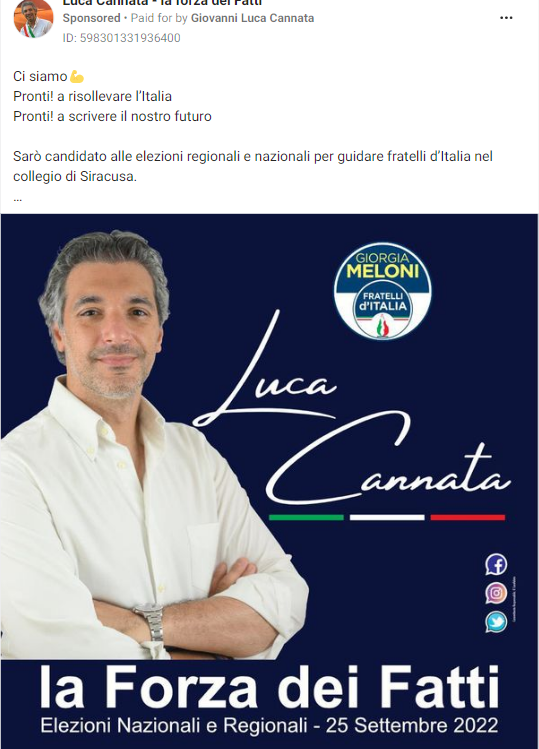 Luca Cannata - la forza dei Fatti
Sponsored • Paid for by Giovanni Luca Cannata
ID: 598301331936400
Ci siamo💪
Pronti! a risollevare l'Italia
Pronti! a scrivere il nostro futuro
Sarò candidato alle elezioni regionali e nazionali per guidare fratelli d'Italia nel
collegio di Siracusa.
...
GIORGIA
MELONI
FRATELLI
d'ITALIA
Luca
Cannata
la Forza dei Fatti
Elezioni Nazionali e Regionali - 25 Settembre 2022